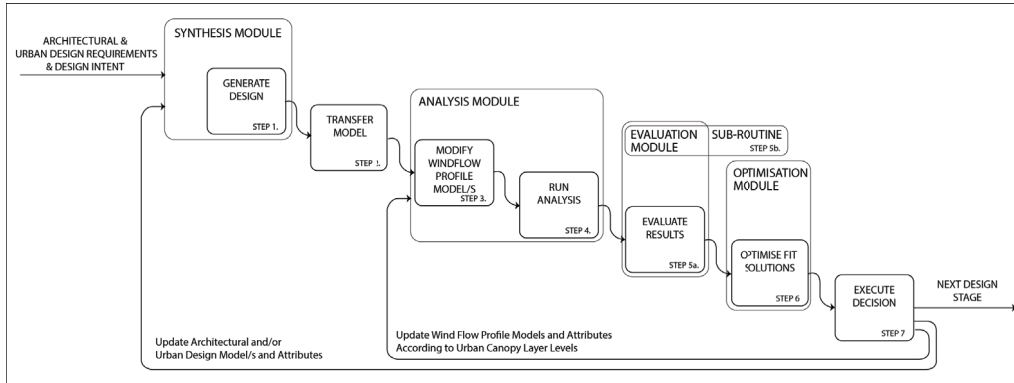 ARCHITECTURAL &
URBAN DESIGN REQUIREMENTS
& DESIGN INTENT
SYNTHESIS MODULE
GENERATE
DESIGN
STEP 1.
TRANSFER
MODEL
STEP
ANALYSIS MODULE
MODIFY
WINDFLOW
PROFILE
MODEL/S
STEP 3.
RUN
ANALYSIS
STEP 4.
EVALUATION
MODULE
SUB-ROUTINE
STEP 5b.
EVALUATE
RESULTS
STEP 5a.
OPTIMISATION
MODULE
OPTIMISE FIT
SOLUTIONS
STEP 6
EXECUTE
DECISION
STEP 7
NEXT DESIGN
STAGE
Update Architectural and/or
Urban Design Model/s and Attributes
Update Wind Flow Profile Models and Attributes
According to Urban Canopy Layer Levels